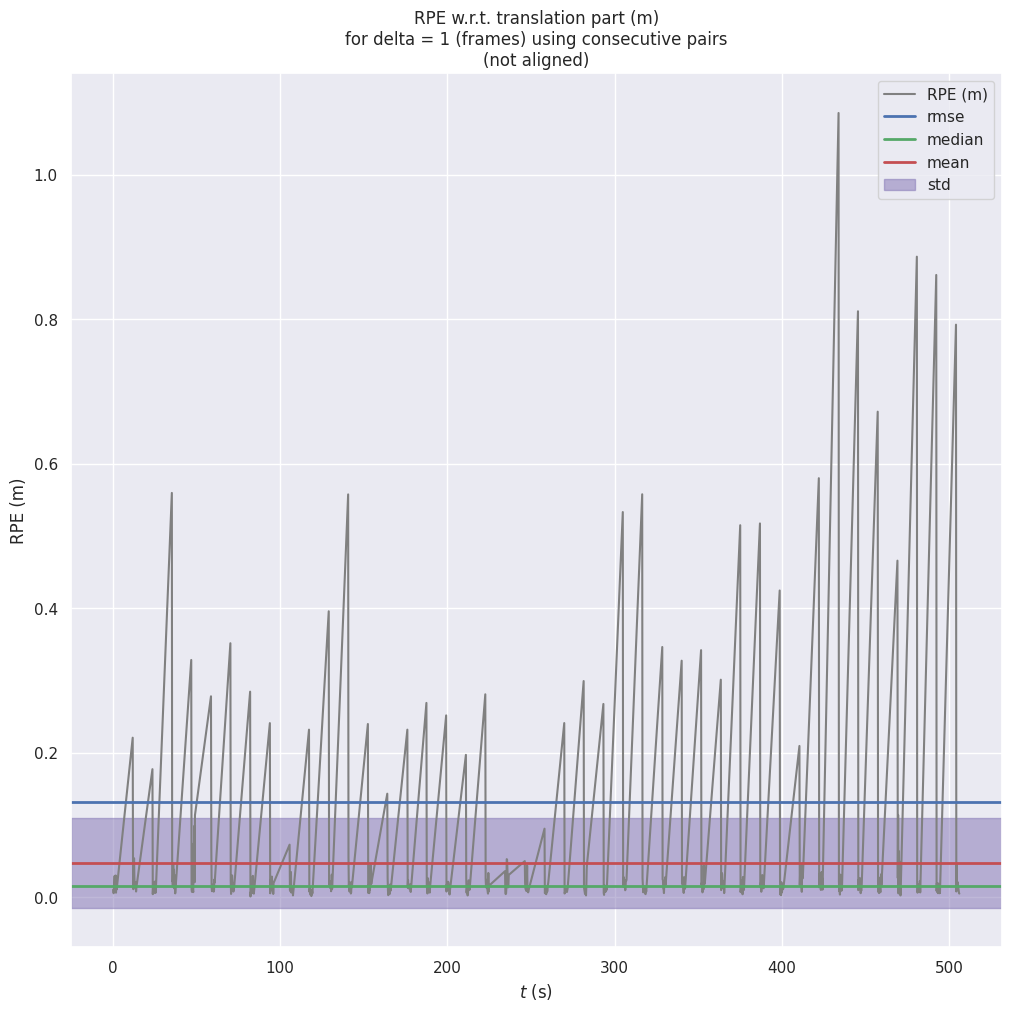 RPE w.r.t. translation part (m)
for delta = 1 (frames) using consecutive pairs
(not aligned)
RPE (m)
rmse
median
mean
std
1.0
0.8
0.6
0.4
0.2
0.0
RPE (m)
0
100
200
300
400
500
t (s)